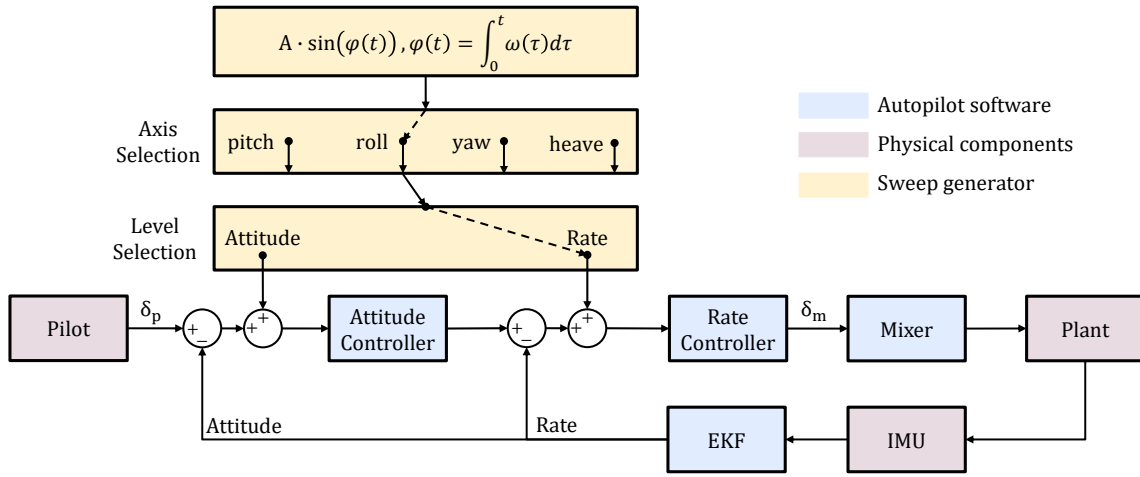 A · sin(φ(t)) , φ(t) = ∫₀ᵗ ω(τ)dτ
Axis
Selection
pitch
roll
yaw
heave
Autopilot software
Physical components
Sweep generator
Level
Selection
Attitude
Rate
Pilot
δₚ
+
−
+
+
Attitude
Controller
+
−
+
+
Rate
Controller
δₘ
Mixer
Plant
Attitude
Rate
EKF
IMU